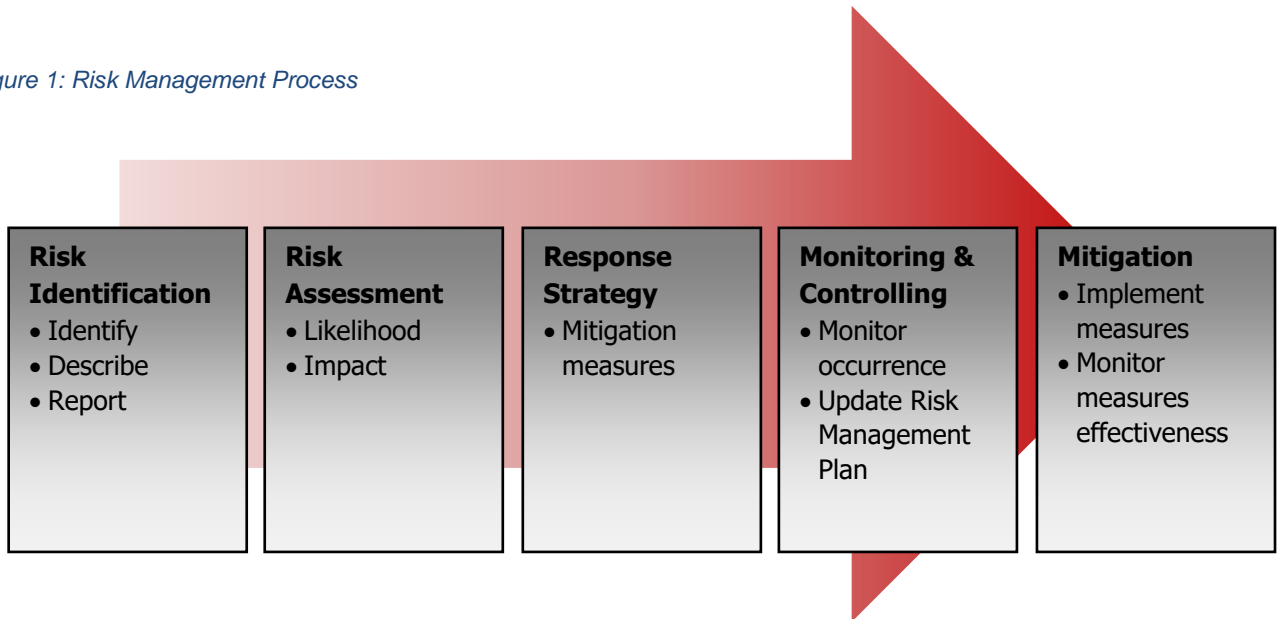 gure 1: Risk Management Process
Risk
Identification
• Identify
• Describe
• Report
Risk
Assessment
• Likelihood
• Impact
Response
Strategy
• Mitigation
measures
Monitoring &
Controlling
• Monitor
occurrence
• Update Risk
Management
Plan
Mitigation
• Implement
measures
• Monitor
measures
effectiveness